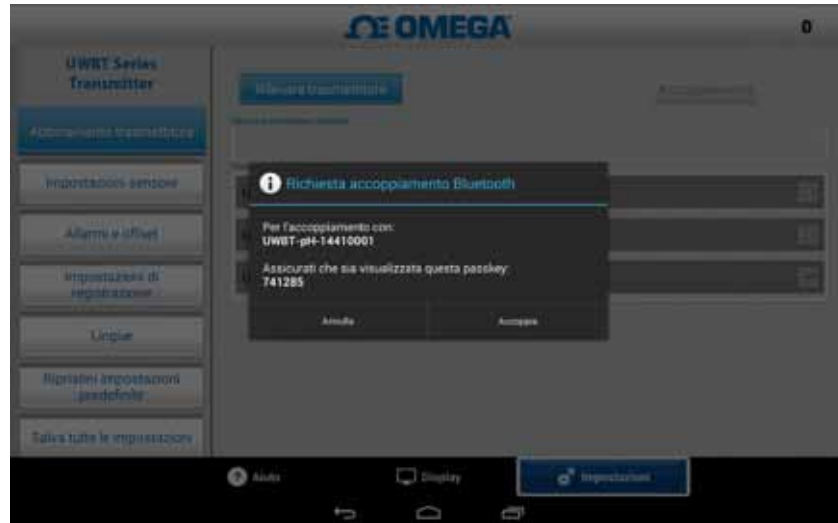 OMEGA
0
UWBT Series
Transmitter
Rilevare trasmettitore
Accoppiamento
Abbinamento trasmettitore
Impostazioni sensore
Allarmi e offset
Impostazioni di
registrazione
Lingue
Ripristini impostazioni
predefinite
Salva tutte le impostazioni
Richiesta accoppiamento Bluetooth
Per l'accoppiamento con:
UWBT-pH-14410001
Assicurati che sia visualizzata questa passkey:
741285
Annulla
Accoppia
Aiuto
Display
Impostazioni